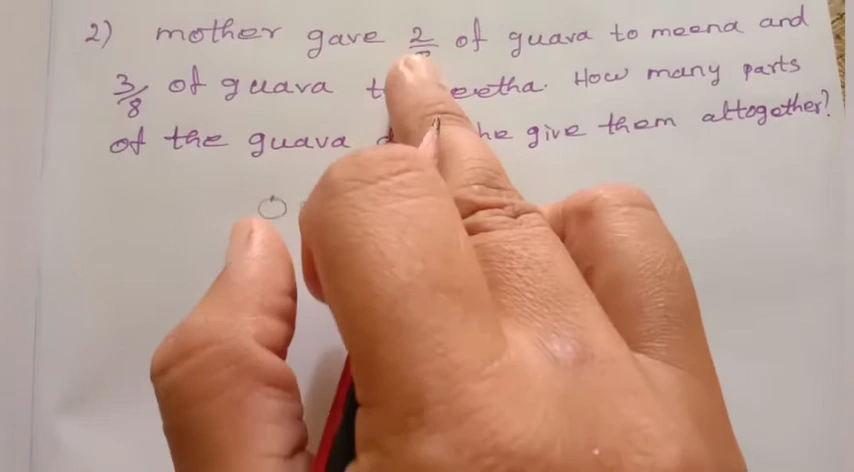 2) mother gave 2/ of guava to meena and
3/8 of guava. How many parts
of the guava give them altogether?